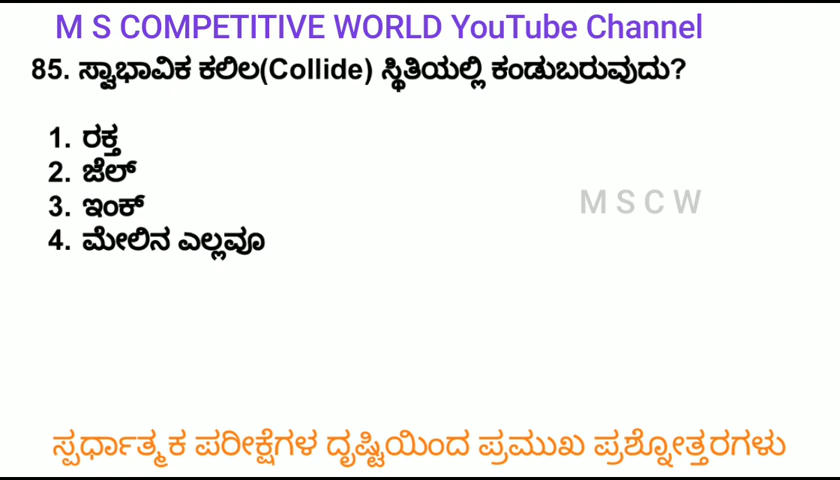 M S COMPETITIVE WORLD YouTube Channel
85. ಸ್ವಾಭಾವಿಕ ಕಲಿಲ(Collide) ಸ್ಥಿತಿಯಲ್ಲಿ ಕಂಡುಬರುವುದು?
1. ರಕ್ತ
2. ಜೆಲ್
3. ಇಂಕ್
M S C W
4. ಮೇಲಿನ ಎಲ್ಲವೂ
ಸ್ಪರ್ಧಾತ್ಮಕ ಪರೀಕ್ಷೆಗಳ ದೃಷ್ಟಿಯಿಂದ ಪ್ರಮುಖ ಪ್ರಶ್ನೋತ್ತರಗಳು